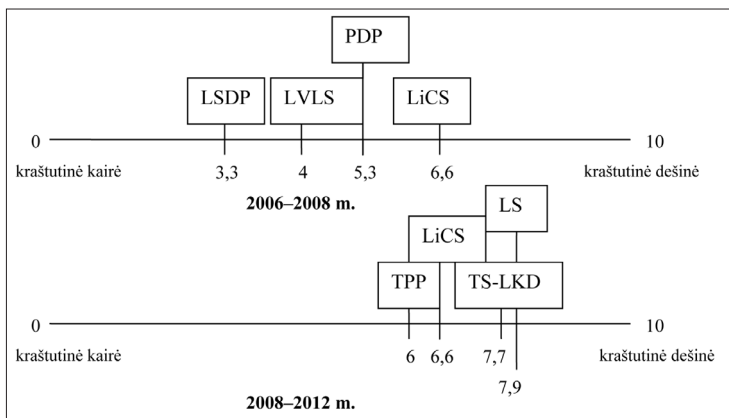 PDP
LSDP LVLS LiCS
0 10
kraštutinė kairė kraštutinė dešinė
3,3 4 5,3 6,6
2006–2008 m.
LS
LiCS
TPP TS-LKD
0 10
kraštutinė kairė kraštutinė dešinė
6 6,6 7,7
7,9
2008–2012 m.